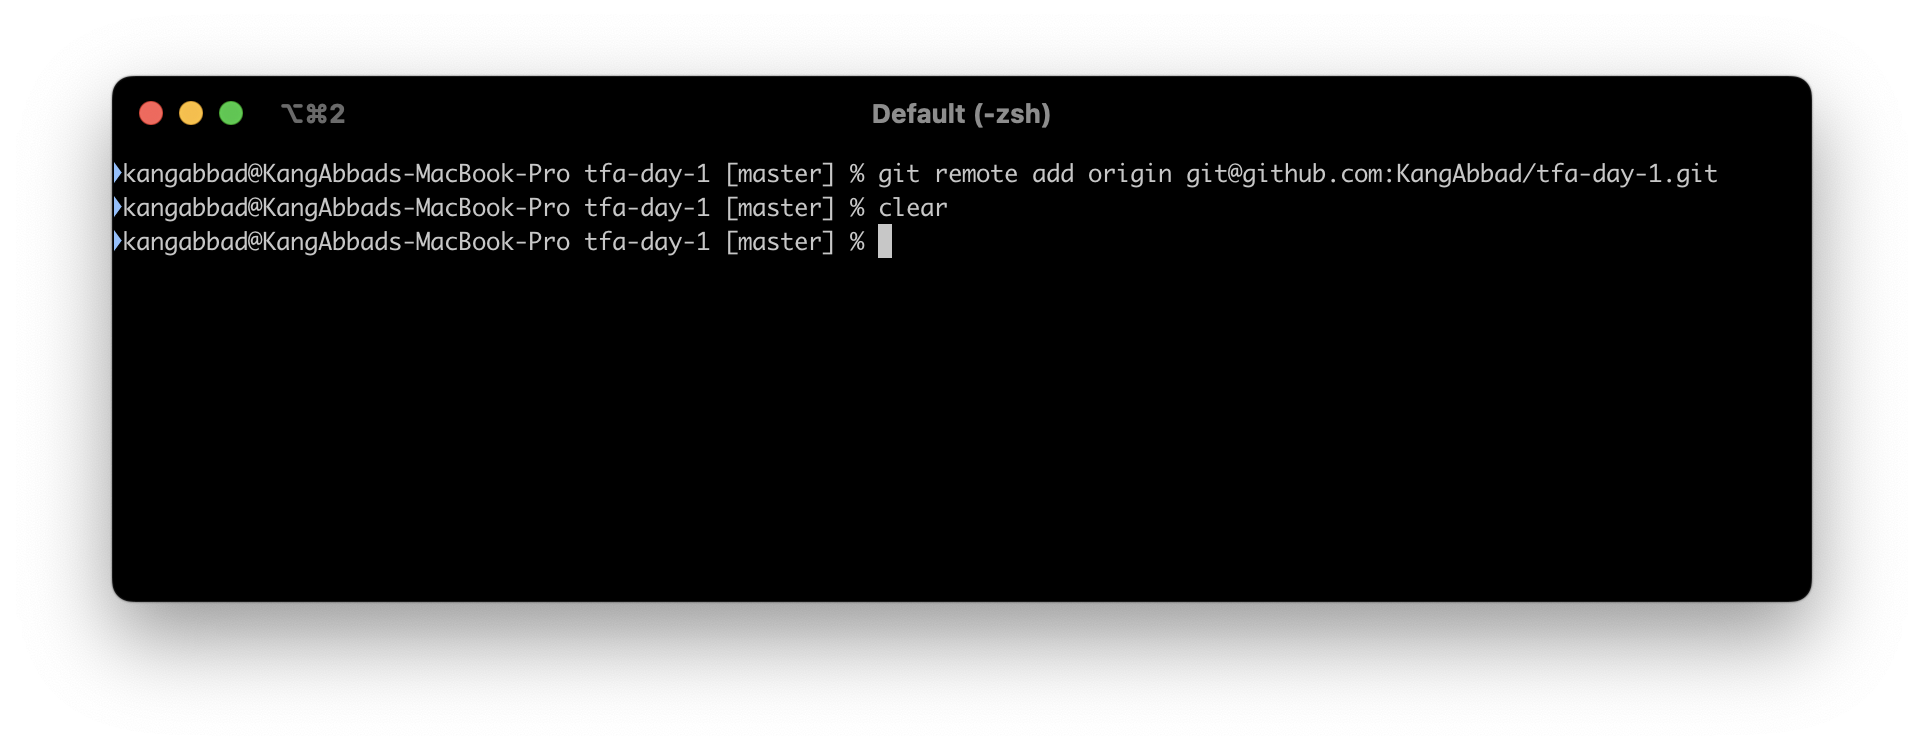 ⌥⌘2
Default (-zsh)
kangabbad@KangAbbads-MacBook-Pro tfa-day-1 [master] % git remote add origin git@github.com:KangAbbad/tfa-day-1.git
kangabbad@KangAbbads-MacBook-Pro tfa-day-1 [master] % clear
kangabbad@KangAbbads-MacBook-Pro tfa-day-1 [master] %